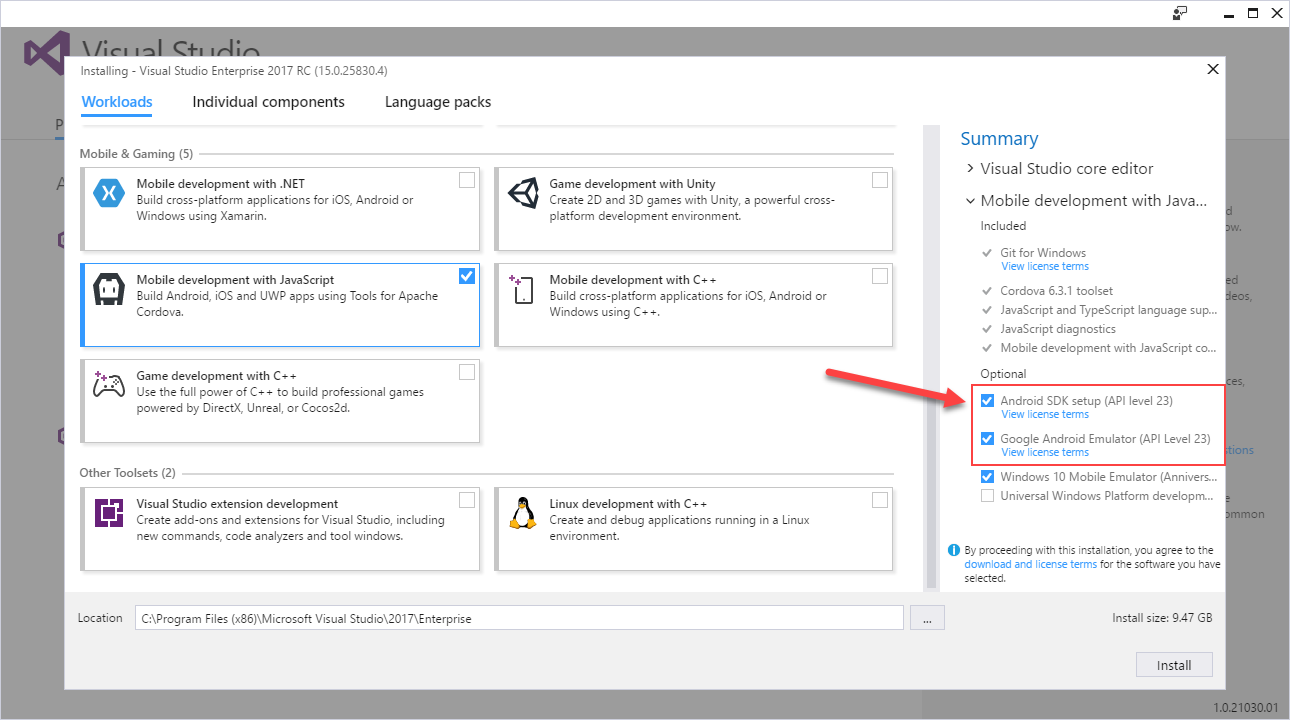 Visual Studio
Installing - Visual Studio Enterprise 2017 RC (15.0.25830.4)
Workloads
Individual components
Language packs
Mobile & Gaming (5)
Mobile development with .NET
Build cross-platform applications for iOS, Android or
Windows using Xamarin.
Game development with Unity
Create 2D and 3D games with Unity, a powerful cross-
platform development environment.
Mobile development with JavaScript
Build Android, iOS and UWP apps using Tools for Apache
Cordova.
Mobile development with C++
Build cross-platform applications for iOS, Android or
Windows using C++.
Game development with C++
Use the full power of C++ to build professional games
powered by DirectX, Unreal, or Cocos2d.
Other Toolsets (2)
Visual Studio extension development
Create add-ons and extensions for Visual Studio, including
new commands, code analyzers and tool windows.
Linux development with C++
Create and debug applications running in a Linux
environment.
Summary
Visual Studio core editor
Mobile development with Java...
Included
Git for Windows
View license terms
Cordova 6.3.1 toolset
JavaScript and TypeScript language sup...
JavaScript diagnostics
Mobile development with JavaScript co...
Optional
Android SDK setup (API level 23)
View license terms
Google Android Emulator (API Level 23)
View license terms
Windows 10 Mobile Emulator (Annivers...
Universal Windows Platform developm...
By proceeding with this installation, you agree to the
download and license terms for the software you have
selected.
Location
C:\Program Files (x86)\Microsoft Visual Studio\2017\Enterprise
...
Install size: 9.47 GB
Install
1.0.21030.01